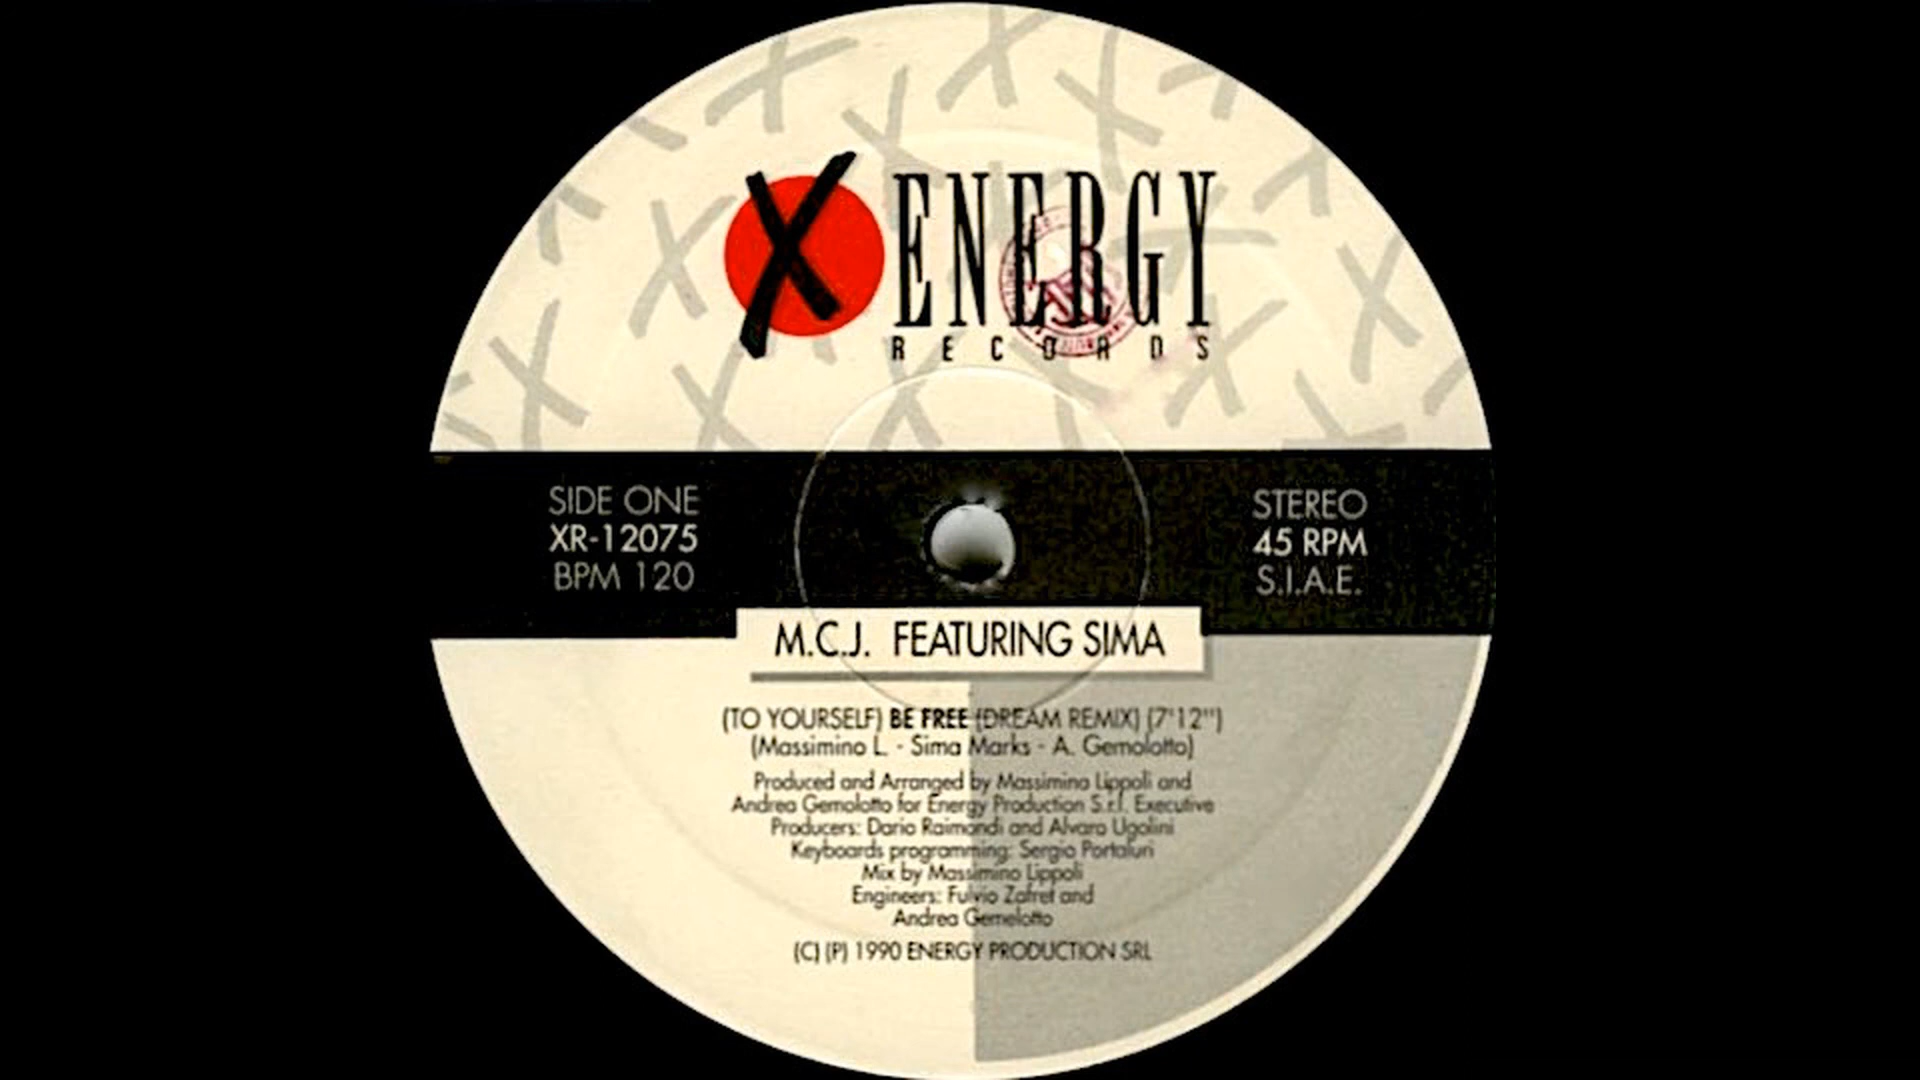 X ENERGY
RECORDS
SIDE ONE
XR-12075
BPM 120
STEREO
45 RPM
S.I.A.E.
M.C.J. FEATURING SIMA
(TO YOURSELF) BE FREE (DREAM REMIX) (7'12'')
(Massimino L. - Sima Marks - A. Gemolotto)
Produced and Arranged by Massimino Lippoli and
Andrea Gemolotto for Energy Production S.r.l. Executive
Producers: Dario Raimondi and Alvaro Ugolini
Keyboards programming: Sergio Portaluri
Mix by Massimino Lippoli
Engineers: Fulvio Zafret and
Andrea Gemelotto
(C) (P) 1990 ENERGY PRODUCTION SRL